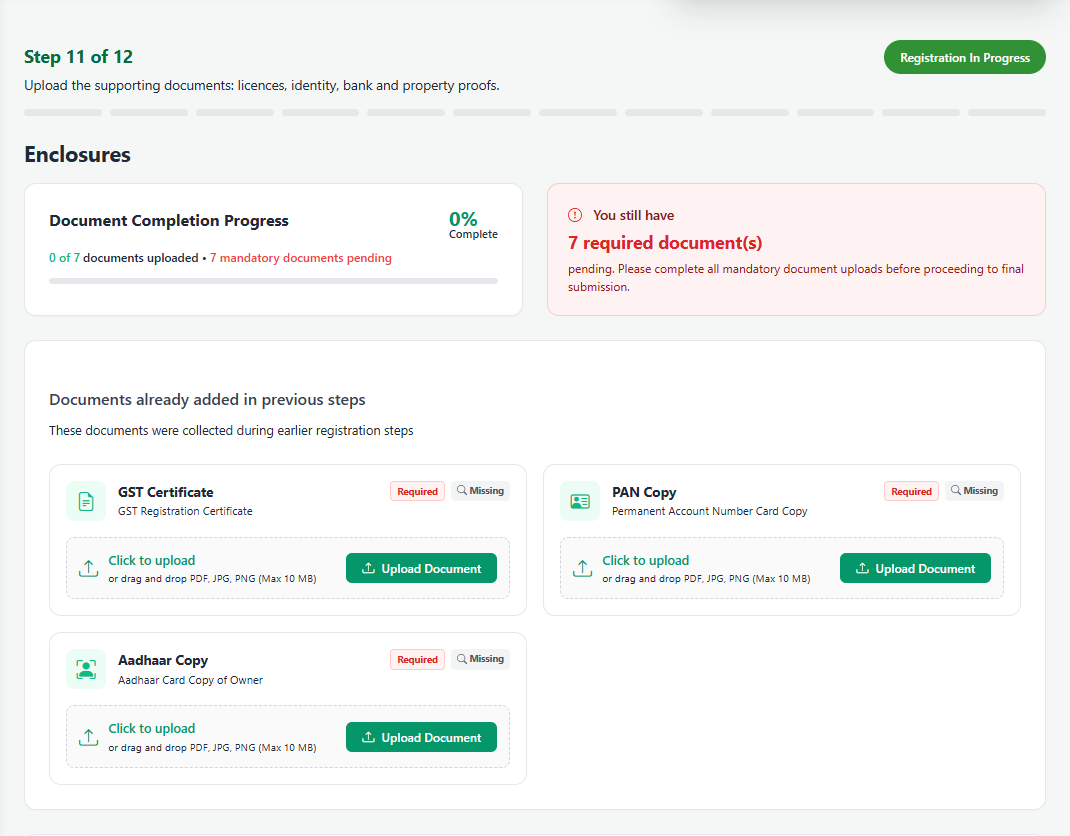 Step 11 of 12
Registration In Progress
Upload the supporting documents: licences, identity, bank and property proofs.
Enclosures
Document Completion Progress
0%
Complete
0 of 7 documents uploaded • 7 mandatory documents pending
You still have
7 required document(s)
pending. Please complete all mandatory document uploads before proceeding to final
submission.
Documents already added in previous steps
These documents were collected during earlier registration steps
GST Certificate
Required
Missing
GST Registration Certificate
Click to upload
or drag and drop PDF, JPG, PNG (Max 10 MB)
Upload Document
PAN Copy
Required
Missing
Permanent Account Number Card Copy
Click to upload
or drag and drop PDF, JPG, PNG (Max 10 MB)
Upload Document
Aadhaar Copy
Required
Missing
Aadhaar Card Copy of Owner
Click to upload
or drag and drop PDF, JPG, PNG (Max 10 MB)
Upload Document